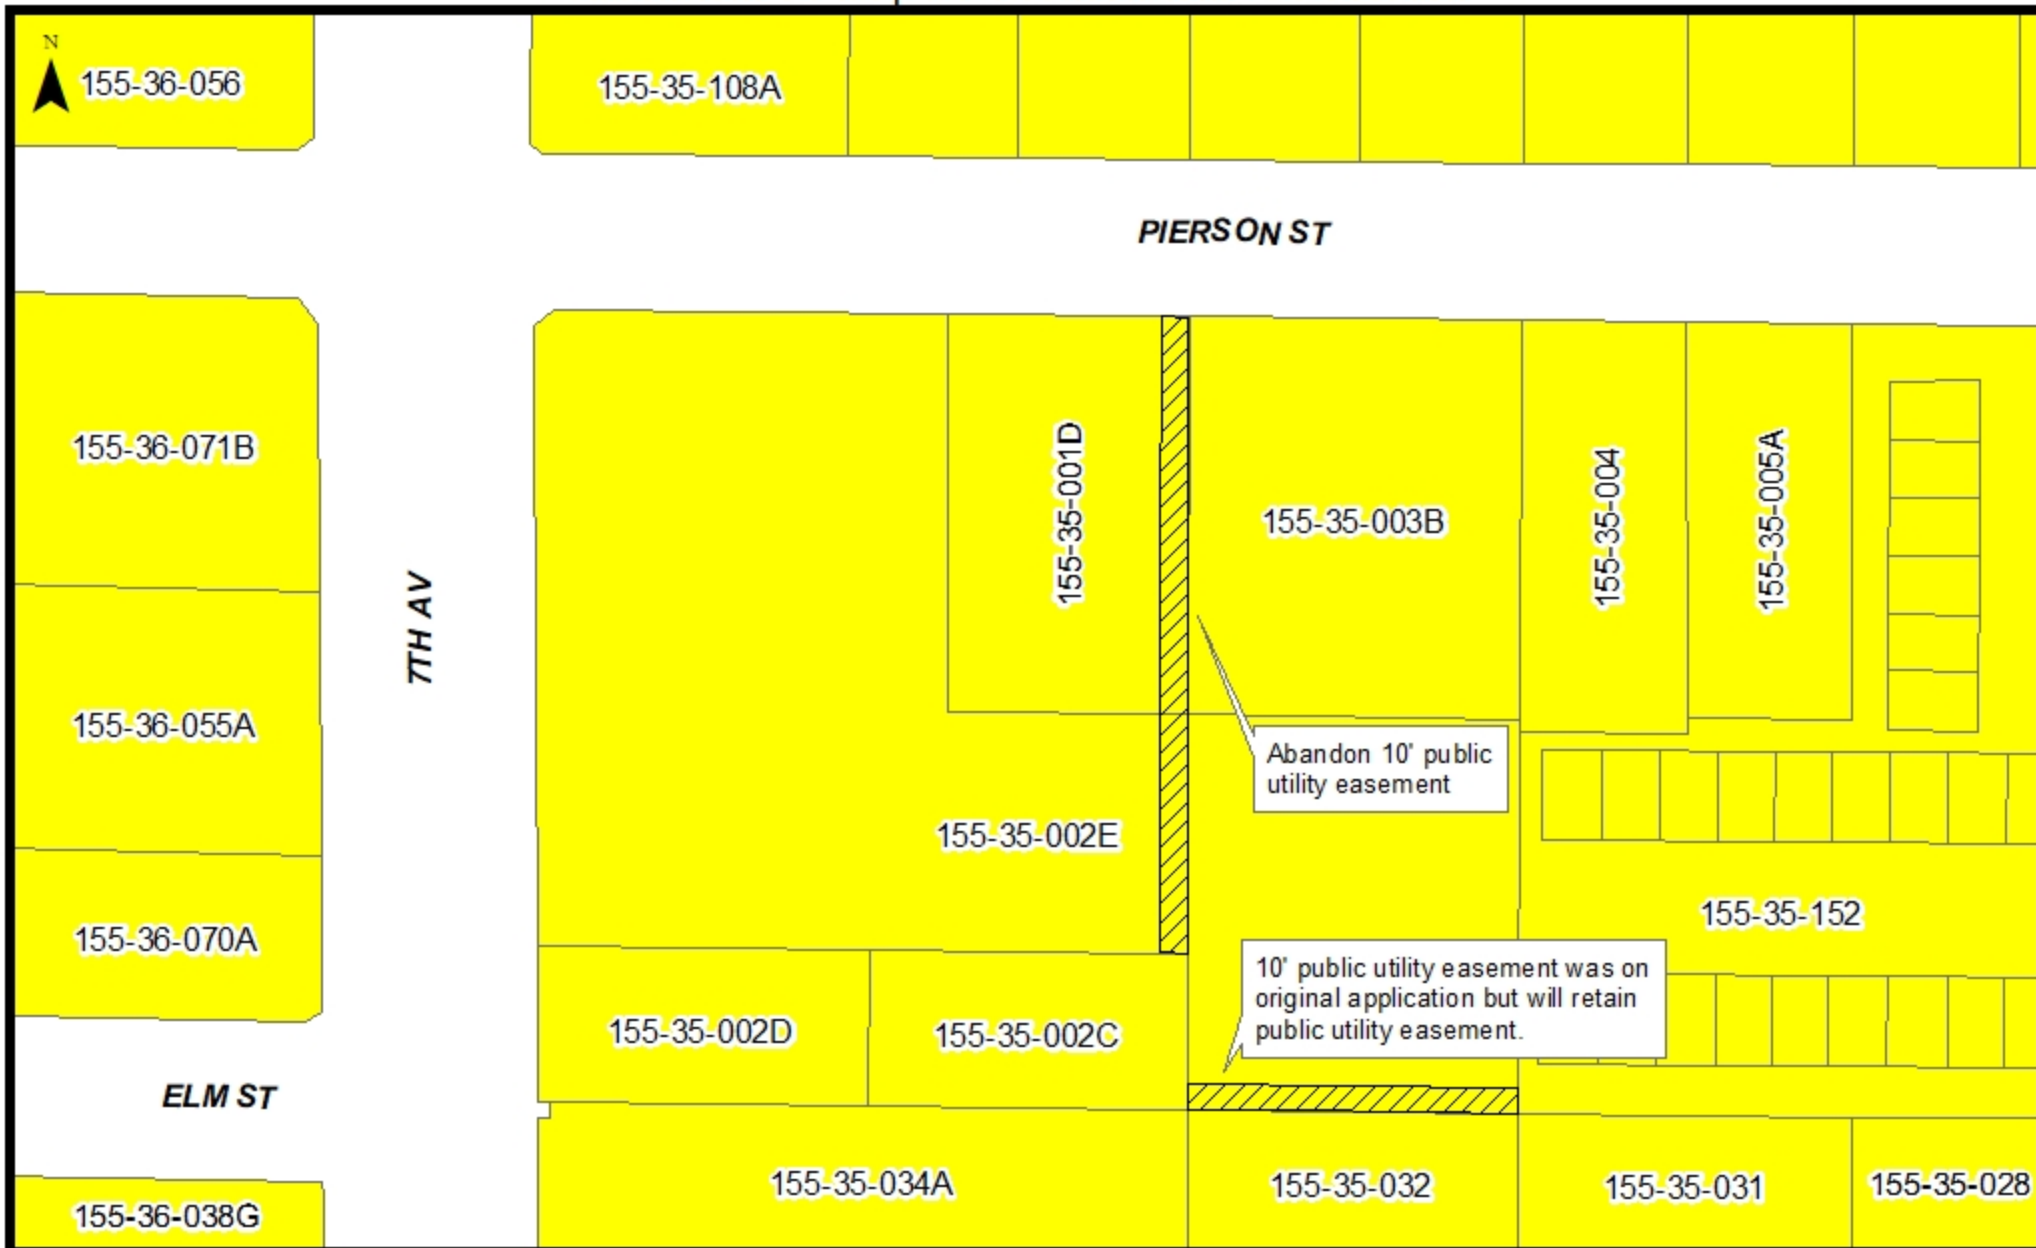 N
155-36-056
155-35-108A
PIERSON ST
155-36-071B
155-35-001D
155-35-003B
155-35-004
155-35-005A
7TH AV
155-36-055A
Abandon 10' public
utility easement
155-35-002E
155-35-152
155-36-070A
10' public utility easement was on
original application but will retain
public utility easement.
155-35-002D
155-35-002C
ELM ST
155-35-034A
155-35-032
155-35-031
155-35-028
155-36-038G